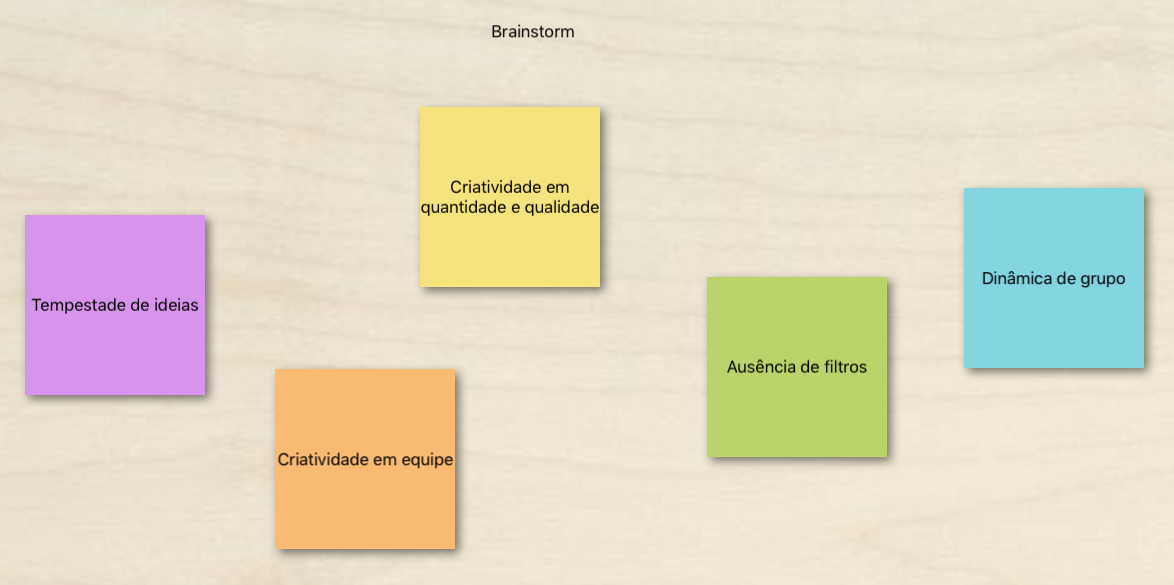 Brainstorm
Criatividade em
quantidade e qualidade
Tempestade de ideias
Dinâmica de grupo
Ausência de filtros
Criatividade em equipe